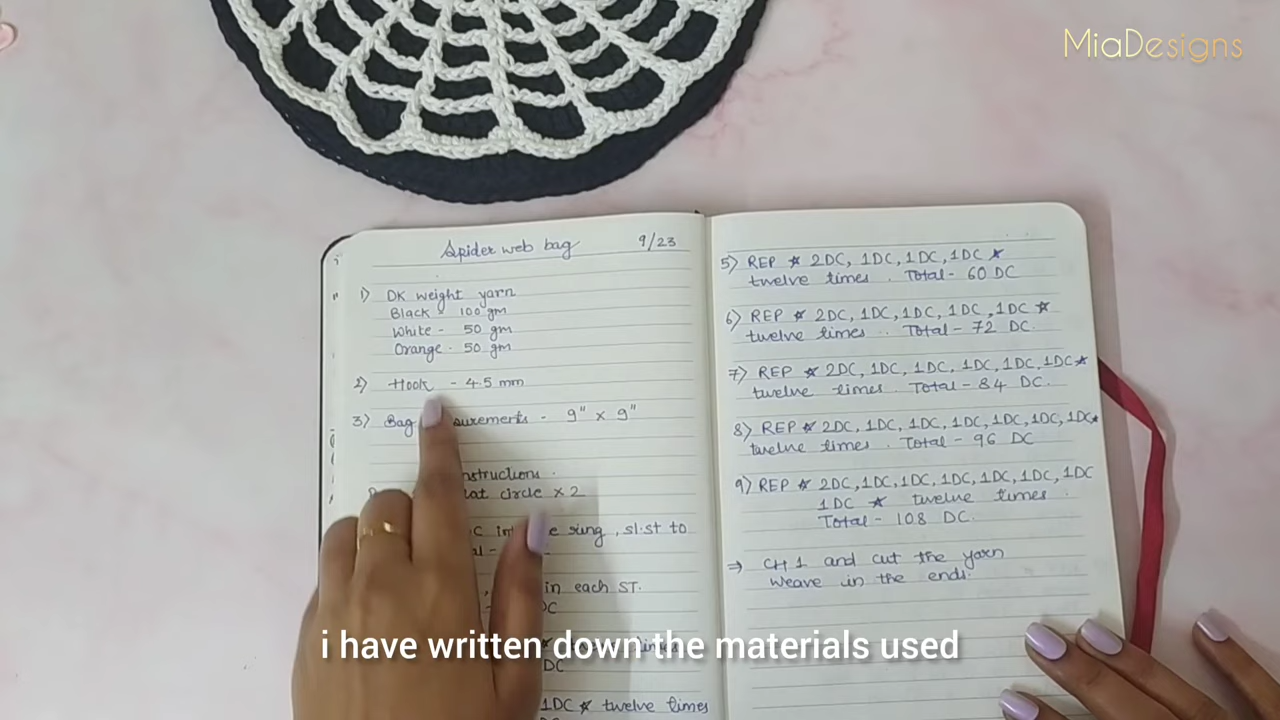 MiaDesigns
Spider web bag 9/23
1) DK weight yarn
Black - 100 gm
White - 50 gm
Orange - 50 gm
2) Hook - 4.5 mm
3) Bag surements - 9" x 9"
nstructions.
lat circle x 2
C int e ring, sl.st to
al -
in each ST.
DC
DC
1DC ☆ twelve times
5) REP ☆ 2DC, 1DC, 1DC, 1DC ☆
twelve times. Total - 60 DC
6) REP ☆ 2DC, 1DC, 1DC, 1DC, 1DC ☆
twelve times. Total - 72 DC.
7) REP ☆ 2DC, 1DC, 1DC, 1DC, 1DC, 1DC ☆
twelve times. Total - 84 DC.
8) REP ☆ 2DC, 1DC, 1DC, 1DC, 1DC, 1DC, 1DC ☆
twelve times. Total - 96 DC
9) REP ☆ 2DC, 1DC, 1DC, 1DC, 1DC, 1DC, 1DC
1DC ☆ twelve times.
Total - 108 DC.
⇒ CH 1 and cut the yarn
weave in the ends.
i have written down the materials used